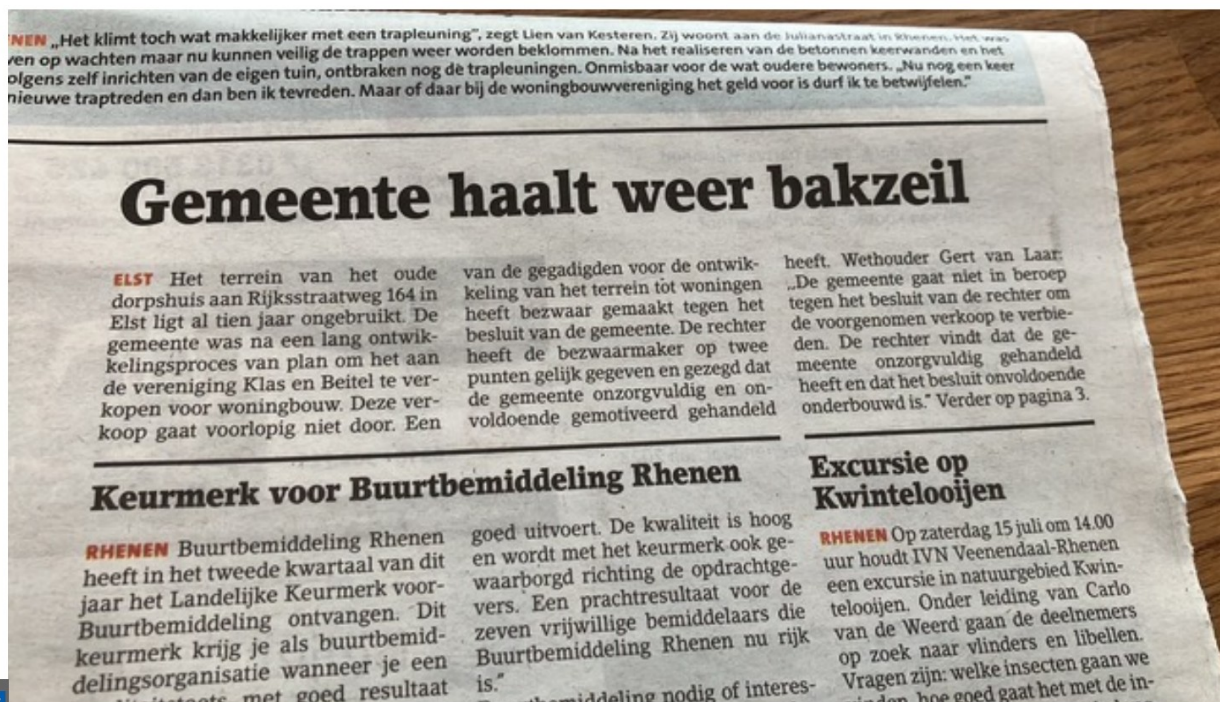 NEN „Het klimt toch wat makkelijker met een trapleuning”, zegt Lien van Kesteren. Zij woont aan de Julianastraat in Rhenen. Het was
ven op wachten maar nu kunnen veilig de trappen weer worden beklommen. Na het realiseren van de betonnen keerwanden en het
olgens zelf inrichten van de eigen tuin, ontbraken nog de trapleuningen. Onmisbaar voor de wat oudere bewoners. „Nu nog een keer
nieuwe traptreden en dan ben ik tevreden. Maar of daar bij de woningbouwvereniging het geld voor is durf ik te betwijfelen.”
Gemeente haalt weer bakzeil
ELST Het terrein van het oude
dorpshuis aan Rijksstraatweg 164 in
Elst ligt al tien jaar ongebruikt. De
gemeente was na een lang ontwik-
kelingsproces van plan om het aan
de vereniging Klas en Beitel te ver-
kopen voor woningbouw. Deze ver-
koop gaat voorlopig niet door. Een
van de gegadigden voor de ontwik-
keling van het terrein tot woningen
heeft bezwaar gemaakt tegen het
besluit van de gemeente. De rechter
heeft de bezwaarmaker op twee
punten gelijk gegeven en gezegd dat
de gemeente onzorgvuldig en on-
voldoende gemotiveerd gehandeld
heeft. Wethouder Gert van Laar:
„De gemeente gaat niet in beroep
tegen het besluit van de rechter om
de voorgenomen verkoop te verbie-
den. De rechter vindt dat de ge-
meente onzorgvuldig gehandeld
heeft en dat het besluit onvoldoende
onderbouwd is.” Verder op pagina 3.
Keurmerk voor Buurtbemiddeling Rhenen
RHENEN Buurtbemiddeling Rhenen
heeft in het tweede kwartaal van dit
jaar het Landelijke Keurmerk voor
Buurtbemiddeling ontvangen. Dit
keurmerk krijg je als buurtbemid-
delingsorganisatie wanneer je een
met goed resultaat
goed uitvoert. De kwaliteit is hoog
en wordt met het keurmerk ook ge-
waarborgd richting de opdrachtge-
vers. Een prachtresultaat voor de
zeven vrijwillige bemiddelaars die
Buurtbemiddeling Rhenen nu rijk
is.”
nodig of interes-
Excursie op
Kwintelooijen
RHENEN Op zaterdag 15 juli om 14.00
uur houdt IVN Veenendaal-Rhenen
een excursie in natuurgebied Kwin-
telooijen. Onder leiding van Carlo
van de Weerd gaan de deelnemers
op zoek naar vlinders en libellen.
Vragen zijn: welke insecten gaan we
hoe goed gaat het met de in-